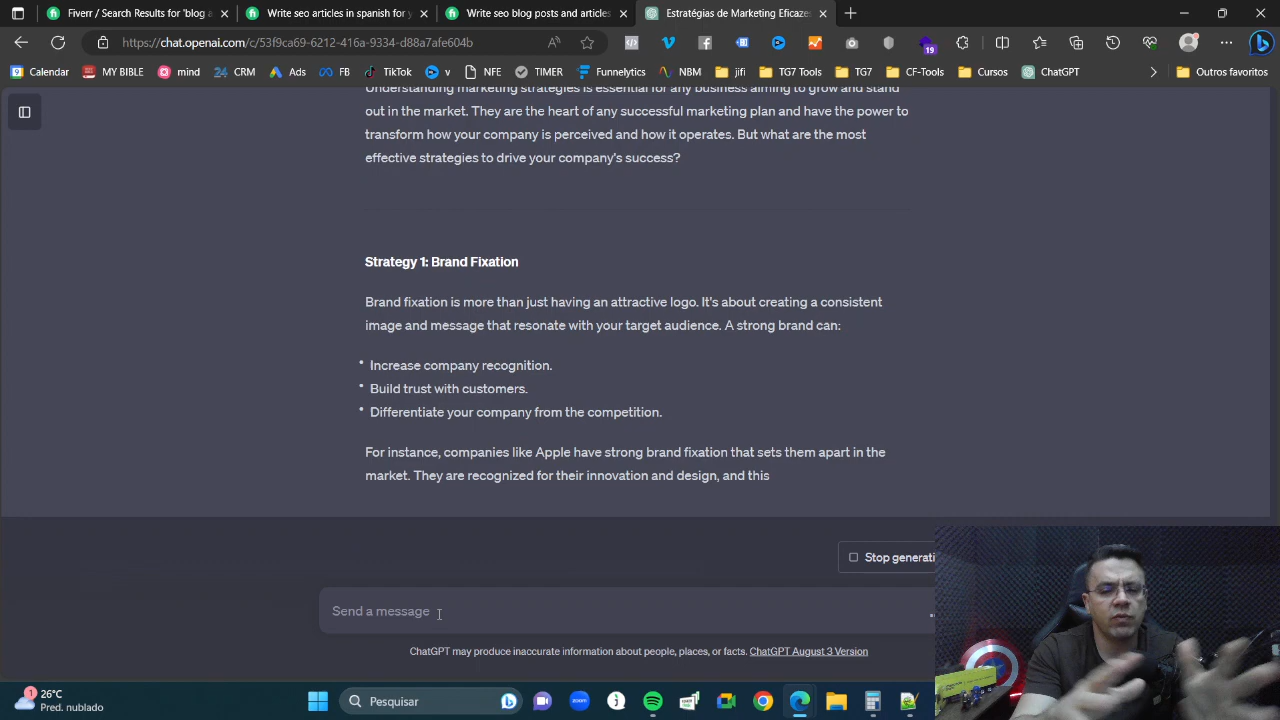 Fiverr / Search Results for 'blog a
Write seo articles in spanish for y
Write seo blog posts and articles
Estratégias de Marketing Eficazes
https://chat.openai.com/c/53f9ca69-6212-416a-9334-d88a7afe604b
19
Calendar
MY BIBLE
mind
CRM
Ads
FB
TikTok
v
NFE
TIMER
Funnelytics
NBM
jifi
TG7 Tools
TG7
CF-Tools
Cursos
ChatGPT
Outros favoritos
Understanding marketing strategies is essential for any business aiming to grow and stand
out in the market. They are the heart of any successful marketing plan and have the power to
transform how your company is perceived and how it operates. But what are the most
effective strategies to drive your company's success?
Strategy 1: Brand Fixation
Brand fixation is more than just having an attractive logo. It's about creating a consistent
image and message that resonate with your target audience. A strong brand can:
• Increase company recognition.
• Build trust with customers.
• Differentiate your company from the competition.
For instance, companies like Apple have strong brand fixation that sets them apart in the
market. They are recognized for their innovation and design, and this
Stop generati
Send a message
ChatGPT may produce inaccurate information about people, places, or facts. ChatGPT August 3 Version
1
26°C
Pred. nublado
Pesquisar